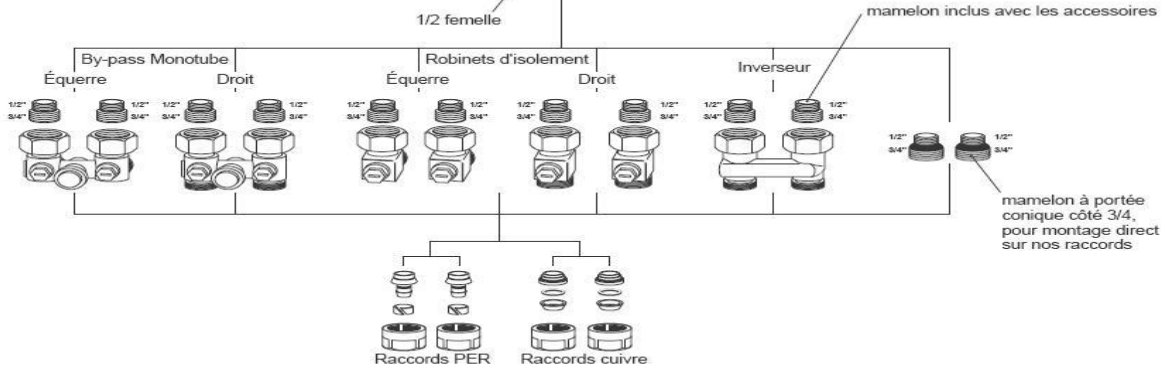 1/2 femelle
mamelon inclus avec les accessoires
By-pass Monotube
Robinets d'isolement
Inverseur
Équerre
Droit
Équerre
Droit
1/2" 1/2" 1/2" 1/2" 1/2" 1/2" 1/2" 1/2" 1/2" 1/2"
3/4" 3/4" 3/4" 3/4" 3/4" 3/4" 3/4" 3/4" 3/4" 3/4"
1/2" 1/2"
3/4" 3/4"
mamelon à portée
conique côté 3/4,
pour montage direct
sur nos raccords
Raccords PER
Raccords cuivre